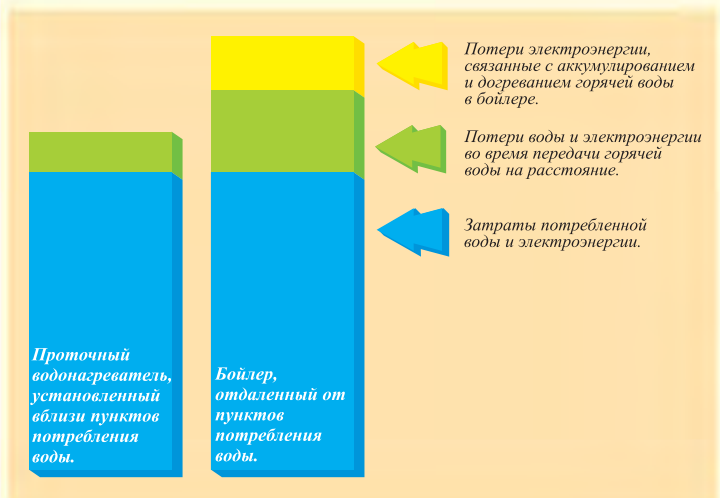 Потери электроэнергии,
связанные с аккумулированием
и догреванием горячей воды
в бойлере.
Потери воды и электроэнергии
во время передачи горячей
воды на расстояние.
Затраты потребленной
воды и электроэнергии.
Проточный
водонагреватель,
установленный
вблизи пунктов
потребления
воды.
Бойлер,
отдаленный от
пунктов
потребления
воды.